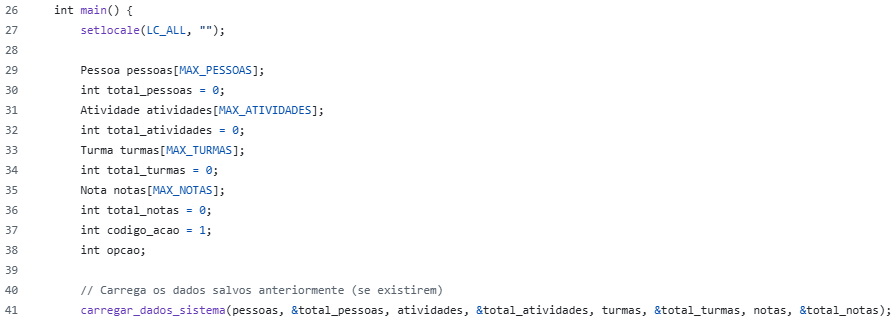 26 int main() {
27 setlocale(LC_ALL, "");
28
29 Pessoa pessoas[MAX_PESSOAS];
30 int total_pessoas = 0;
31 Atividade atividades[MAX_ATIVIDADES];
32 int total_atividades = 0;
33 Turma turmas[MAX_TURMAS];
34 int total_turmas = 0;
35 Nota notas[MAX_NOTAS];
36 int total_notas = 0;
37 int codigo_acao = 1;
38 int opcao;
39
40 // Carrega os dados salvos anteriormente (se existirem)
41 carregar_dados_sistema(pessoas, &total_pessoas, atividades, &total_atividades, turmas, &total_turmas, notas, &total_notas);